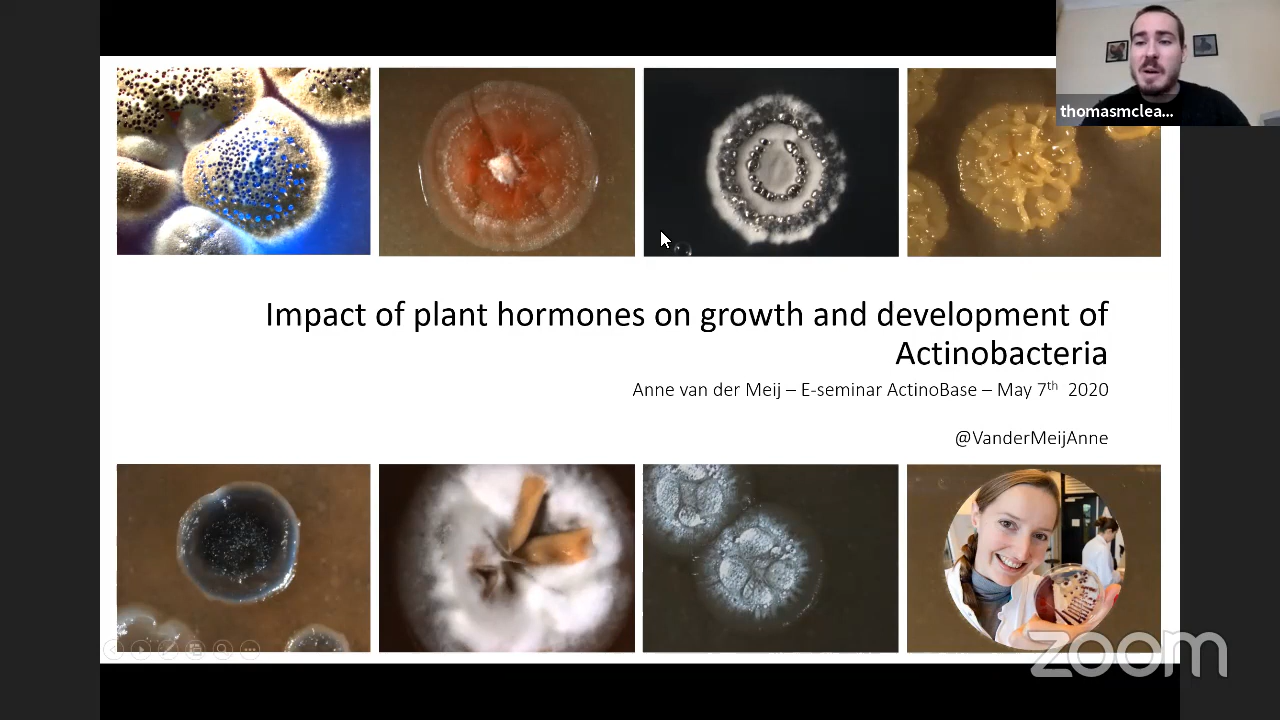 thomasmclea...
Impact of plant hormones on growth and development of
Actinobacteria
Anne van der Meij – E-seminar ActinoBase – May 7th 2020
@VanderMeijAnne
zoom